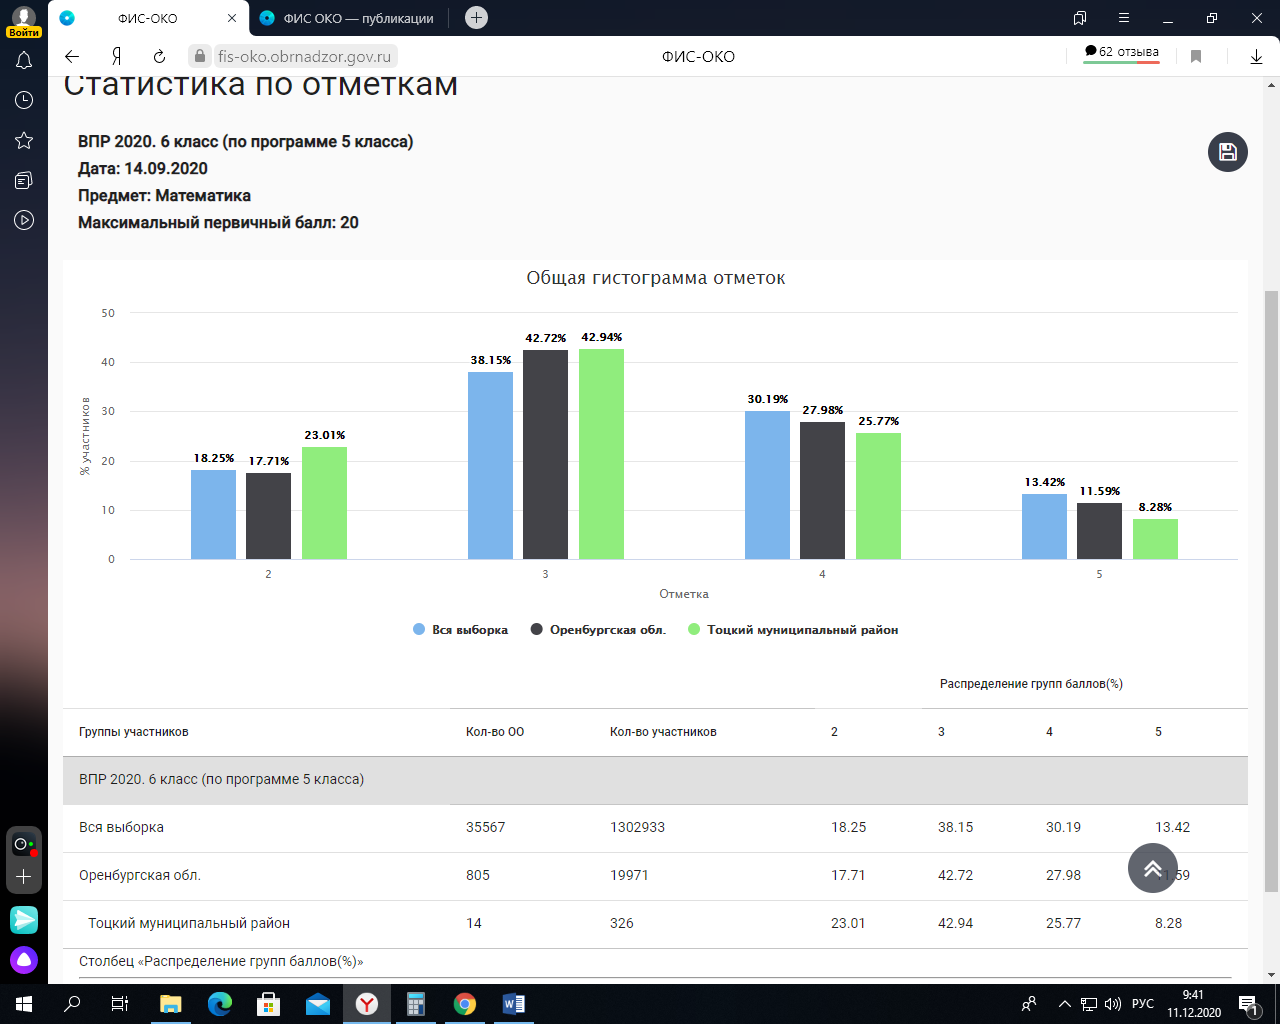 Войти
ФИС-ОКО
ФИС ОКО — публикации
fis-oko.obrnadzor.gov.ru
ФИС-ОКО
62 отзыва
Статистика по отметкам
ВПР 2020. 6 класс (по программе 5 класса)
Дата: 14.09.2020
Предмет: Математика
Максимальный первичный балл: 20
Общая гистограмма отметок
% участников
50
40
30
20
10
0
18.25% 17.71% 23.01%
38.15% 42.72% 42.94%
30.19% 27.98% 25.77%
13.42% 11.59% 8.28%
2 3 4 5
Отметка
Вся выборка Оренбургская обл. Тоцкий муниципальный район
Распределение групп баллов(%)
Группы участников Кол-во ОО Кол-во участников 2 3 4 5
ВПР 2020. 6 класс (по программе 5 класса)
Вся выборка 35567 1302933 18.25 38.15 30.19 13.42
Оренбургская обл. 805 19971 17.71 42.72 27.98 11.59
Тоцкий муниципальный район 14 326 23.01 42.94 25.77 8.28
Столбец «Распределение групп баллов(%)»
РУС
9:41
11.12.2020
1